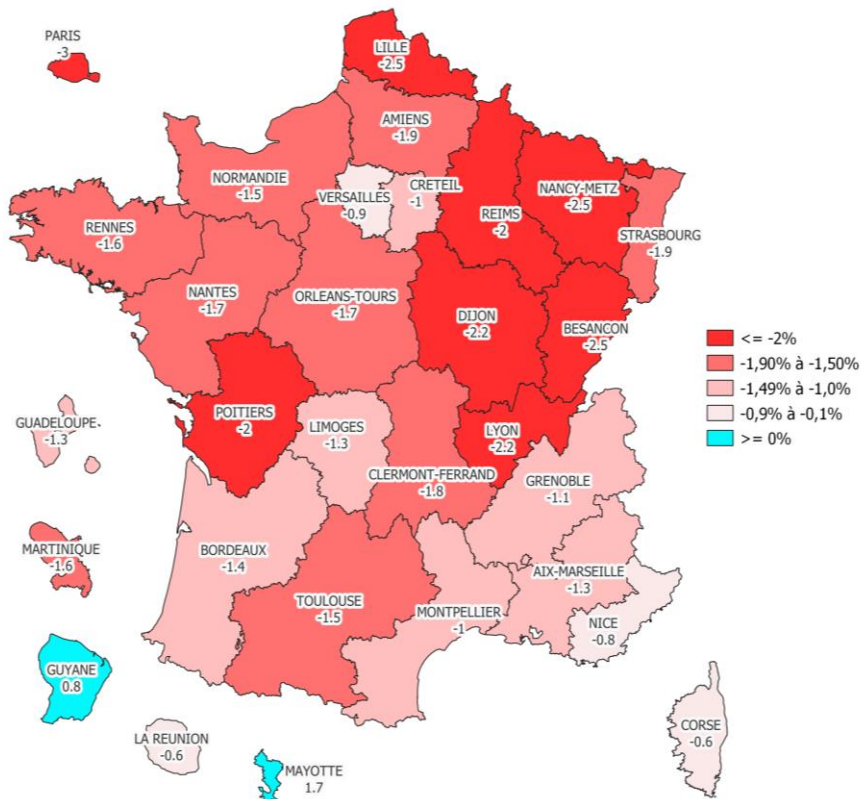 PARIS
-3
LILLE
-2.5
AMIENS
-1.9
NORMANDIE
-1.5
VERSAILLES
-0.9
CRETEIL
-1
REIMS
-2
NANCY-METZ
-2.5
STRASBOURG
-1.9
RENNES
-1.6
NANTES
-1.7
ORLEANS-TOURS
-1.7
DIJON
-2.2
BESANCON
-2.5
<= -2%
-1,90% à -1,50%
-1,49% à -1,0%
-0,9% à -0,1%
>= 0%
GUADELOUPE
-1.3
POITIERS
-2
LIMOGES
-1.3
LYON
-2.2
CLERMONT-FERRAND
-1.8
GRENOBLE
-1.1
MARTINIQUE
-1.6
BORDEAUX
-1.4
TOULOUSE
-1.5
MONTPELLIER
-1
AIX-MARSEILLE
-1.3
NICE
-0.8
GUYANE
0.8
LA REUNION
-0.6
MAYOTTE
1.7
CORSE
-0.6